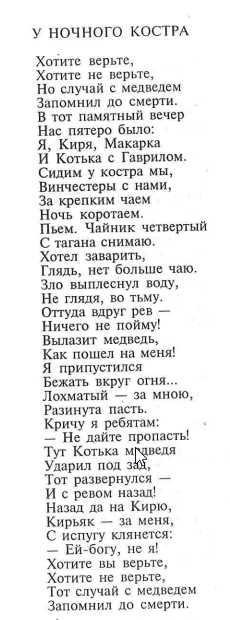 У НОЧНОГО КОСТРА
Хотите верьте,
Хотите не верьте,
Но случай с медведем
Запомнил до смерти.
В тот памятный вечер
Нас пятеро было:
Я, Киря, Макарка
И Котька с Гаврилом.
Сидим у костра мы,
Винчестеры с нами,
За крепким чаем
Ночь коротаем.
Пьем. Чайник четвертый
С тагана снимаю.
Хотел заварить,
Глядь, нет больше чаю.
Зло выплеснул воду,
Не глядя, во тьму.
Оттуда вдруг рев —
Ничего не пойму!
Вылазит медведь,
Как пошел на меня!
Я припустился
Бежать вкруг огня...
Лохматый — за мною,
Разинута пасть.
Кричу я ребятам:
— Не дайте пропасть!
Тут Котька медведя
Ударил под зад,
Тот развернулся —
И с ревом назад!
Назад да на Кирю,
Кирьяк — за меня,
С испугу клянется:
— Ей-богу, не я!
Хотите вы верьте,
Хотите не верьте,
Тот случай с медведем
Запомнил до смерти.